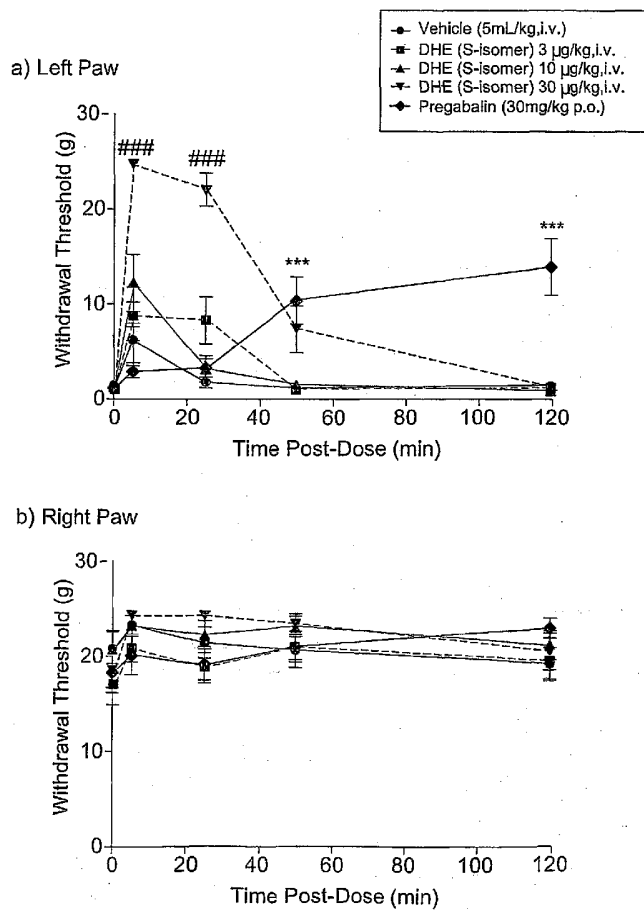 Vehicle (5mL/kg,i.v.)
DHE (S-isomer) 3 µg/kg,i.v.
DHE (S-isomer) 10 µg/kg,i.v.
DHE (S-isomer) 30 µg/kg,i.v.
Pregabalin (30mg/kg p.o.)
a) Left Paw
Withdrawal Threshold (g)
30
20
10
0
###
###
***
***
0 20 40 60 80 100 120
Time Post-Dose (min)
b) Right Paw
Withdrawal Threshold (g)
30
20
10
0
0 20 40 60 80 100 120
Time Post-Dose (min)